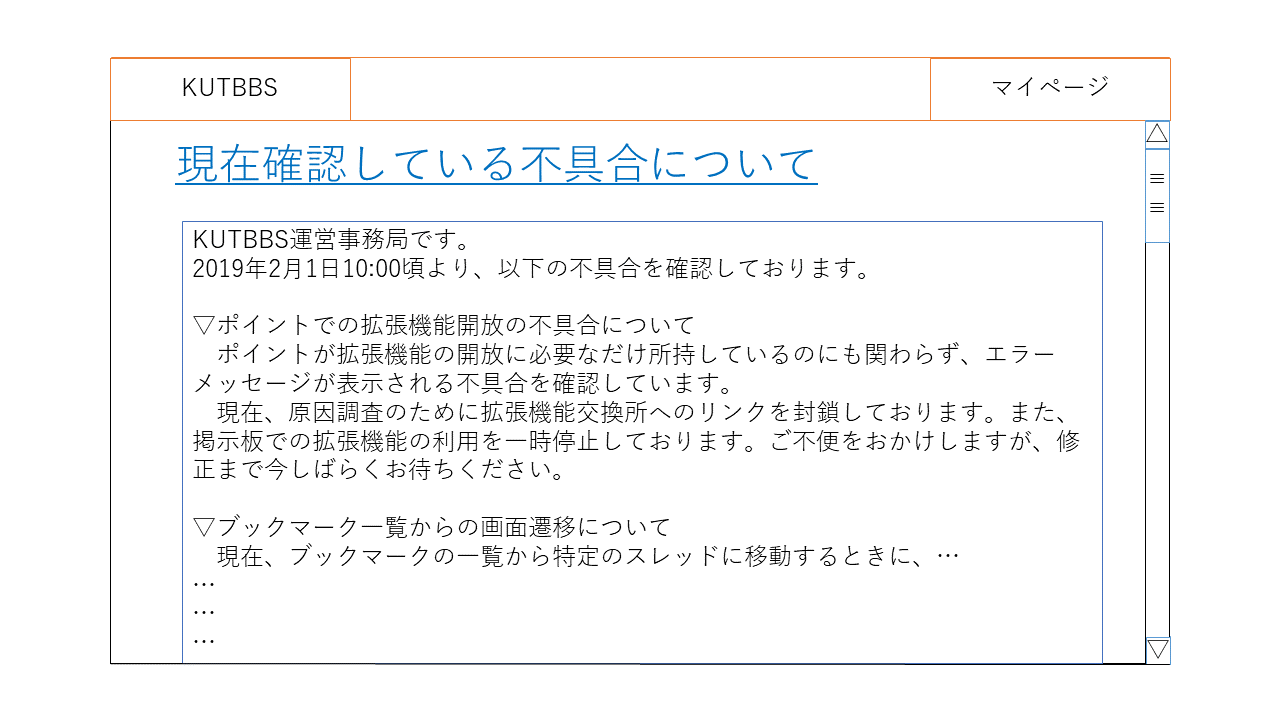 KUTBBS
マイページ
現在確認している不具合について
KUTBBS運営事務局です。
2019年2月1日10:00頃より、以下の不具合を確認しております。
▽ポイントでの拡張機能開放の不具合について
　ポイントが拡張機能の開放に必要なだけ所持しているのにも関わらず、エラー
メッセージが表示される不具合を確認しています。
　現在、原因調査のために拡張機能交換所へのリンクを封鎖しております。また、
掲示板での拡張機能の利用を一時停止しております。ご不便をおかけしますが、修
正まで今しばらくお待ちください。
▽ブックマーク一覧からの画面遷移について
　現在、ブックマークの一覧から特定のスレッドに移動するときに、…
…
…
…